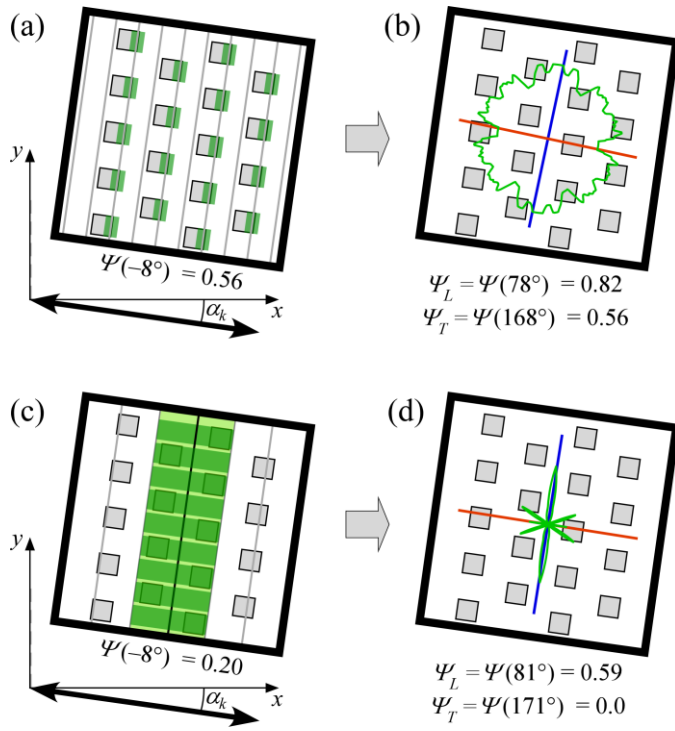 (a)
(b)
y
Ψ(−8°) = 0.56
x
α_k
Ψ_L = Ψ(78°) = 0.82
Ψ_T = Ψ(168°) = 0.56
(c)
(d)
y
Ψ(−8°) = 0.20
x
α_k
Ψ_L = Ψ(81°) = 0.59
Ψ_T = Ψ(171°) = 0.0